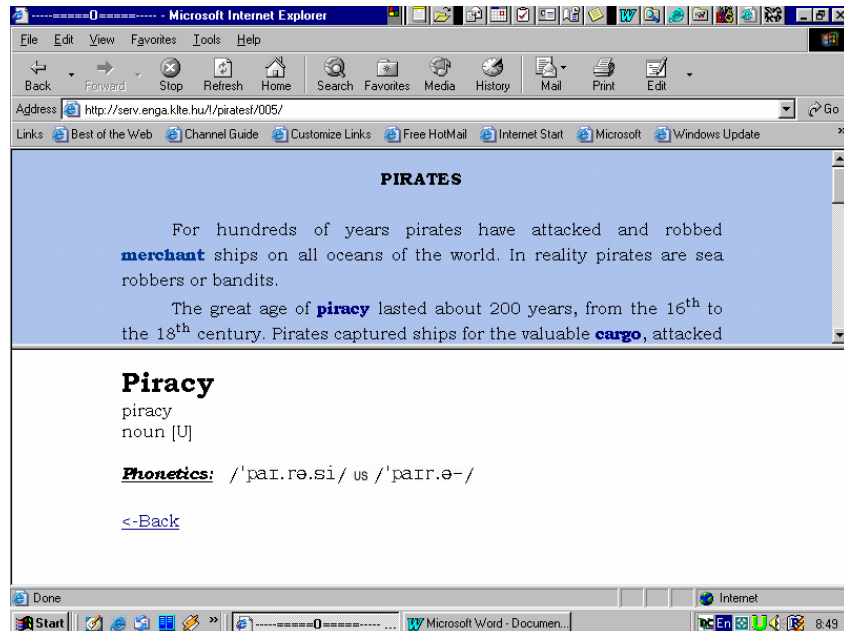 -----=====0=====----- - Microsoft Internet Explorer
File Edit View Favorites Tools Help
Back Forward Stop Refresh Home Search Favorites Media History Mail Print Edit
Address http://serv.enga.klte.hu/!/piratesf/005/ Go
Links Best of the Web Channel Guide Customize Links Free HotMail Internet Start Microsoft Windows Update »
PIRATES
For hundreds of years pirates have attacked and robbed
merchant ships on all oceans of the world. In reality pirates are sea
robbers or bandits.
The great age of piracy lasted about 200 years, from the 16th to
the 18th century. Pirates captured ships for the valuable cargo, attacked
Piracy
piracy
noun [U]
Phonetics: /ˈpaɪ.rə.si/ us /ˈpaɪr.ə-/
<-Back
Done Internet
Start » -----=====0=====----- ... Microsoft Word - Documen... En 8:49